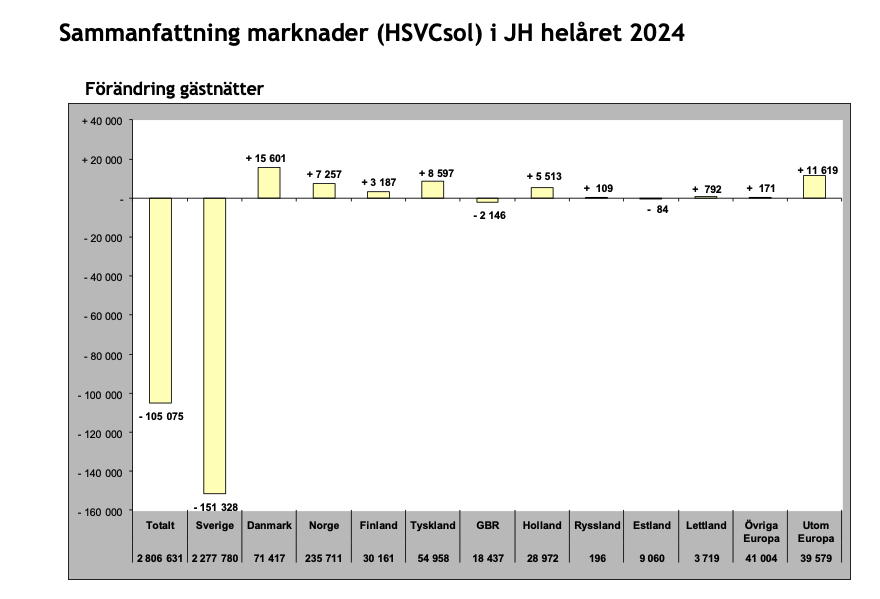 Sammanfattning marknader (HSVCsol) i JH helåret 2024
Förändring gästnätter
+ 40 000
+ 20 000
-
- 20 000
- 40 000
- 60 000
- 80 000
- 100 000
- 120 000
- 140 000
- 160 000
- 105 075
- 151 328
+ 15 601
+ 7 257
+ 3 187
+ 8 597
- 2 146
+ 5 513
+ 109
- 84
+ 792
+ 171
+ 11 619
Totalt Sverige Danmark Norge Finland Tyskland GBR Holland Ryssland Estland Lettland Övriga Utom
Europa Europa
2 806 631 2 277 780 71 417 235 711 30 161 54 958 18 437 28 972 196 9 060 3 719 41 004 39 579